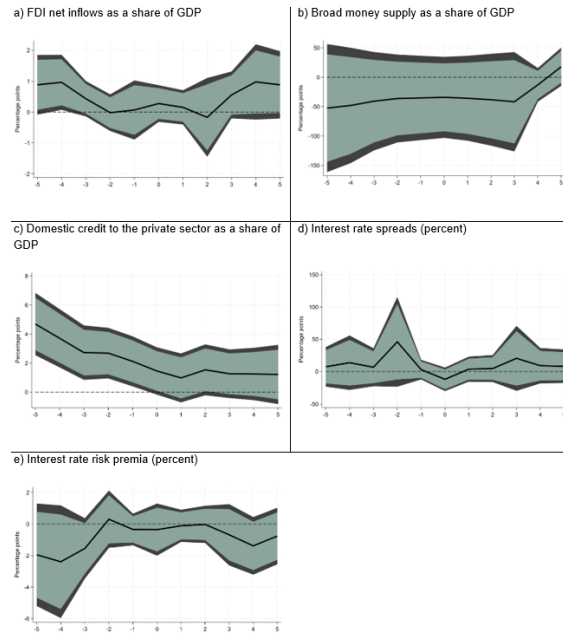 a) FDI net inflows as a share of GDP
Percentage points
2
1
0
-1
-2
-5 -4 -3 -2 -1 0 1 2 3 4 5
b) Broad money supply as a share of GDP
Percentage points
50
0
-50
-100
-150
-5 -4 -3 -2 -1 0 1 2 3 4 5
c) Domestic credit to the private sector as a share of
GDP
Percentage points
8
6
4
2
0
-5 -4 -3 -2 -1 0 1 2 3 4 5
d) Interest rate spreads (percent)
Percentage points
150
100
50
0
-50
-5 -4 -3 -2 -1 0 1 2 3 4 5
e) Interest rate risk premia (percent)
Percentage points
2
0
-2
-4
-6
-5 -4 -3 -2 -1 0 1 2 3 4 5